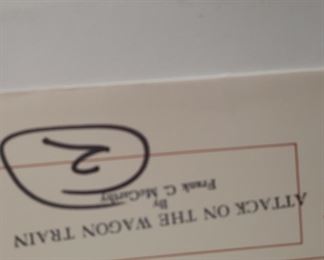 ATTACK ON THE WAGON TRAIN
By
Frank C. McCarthy
2